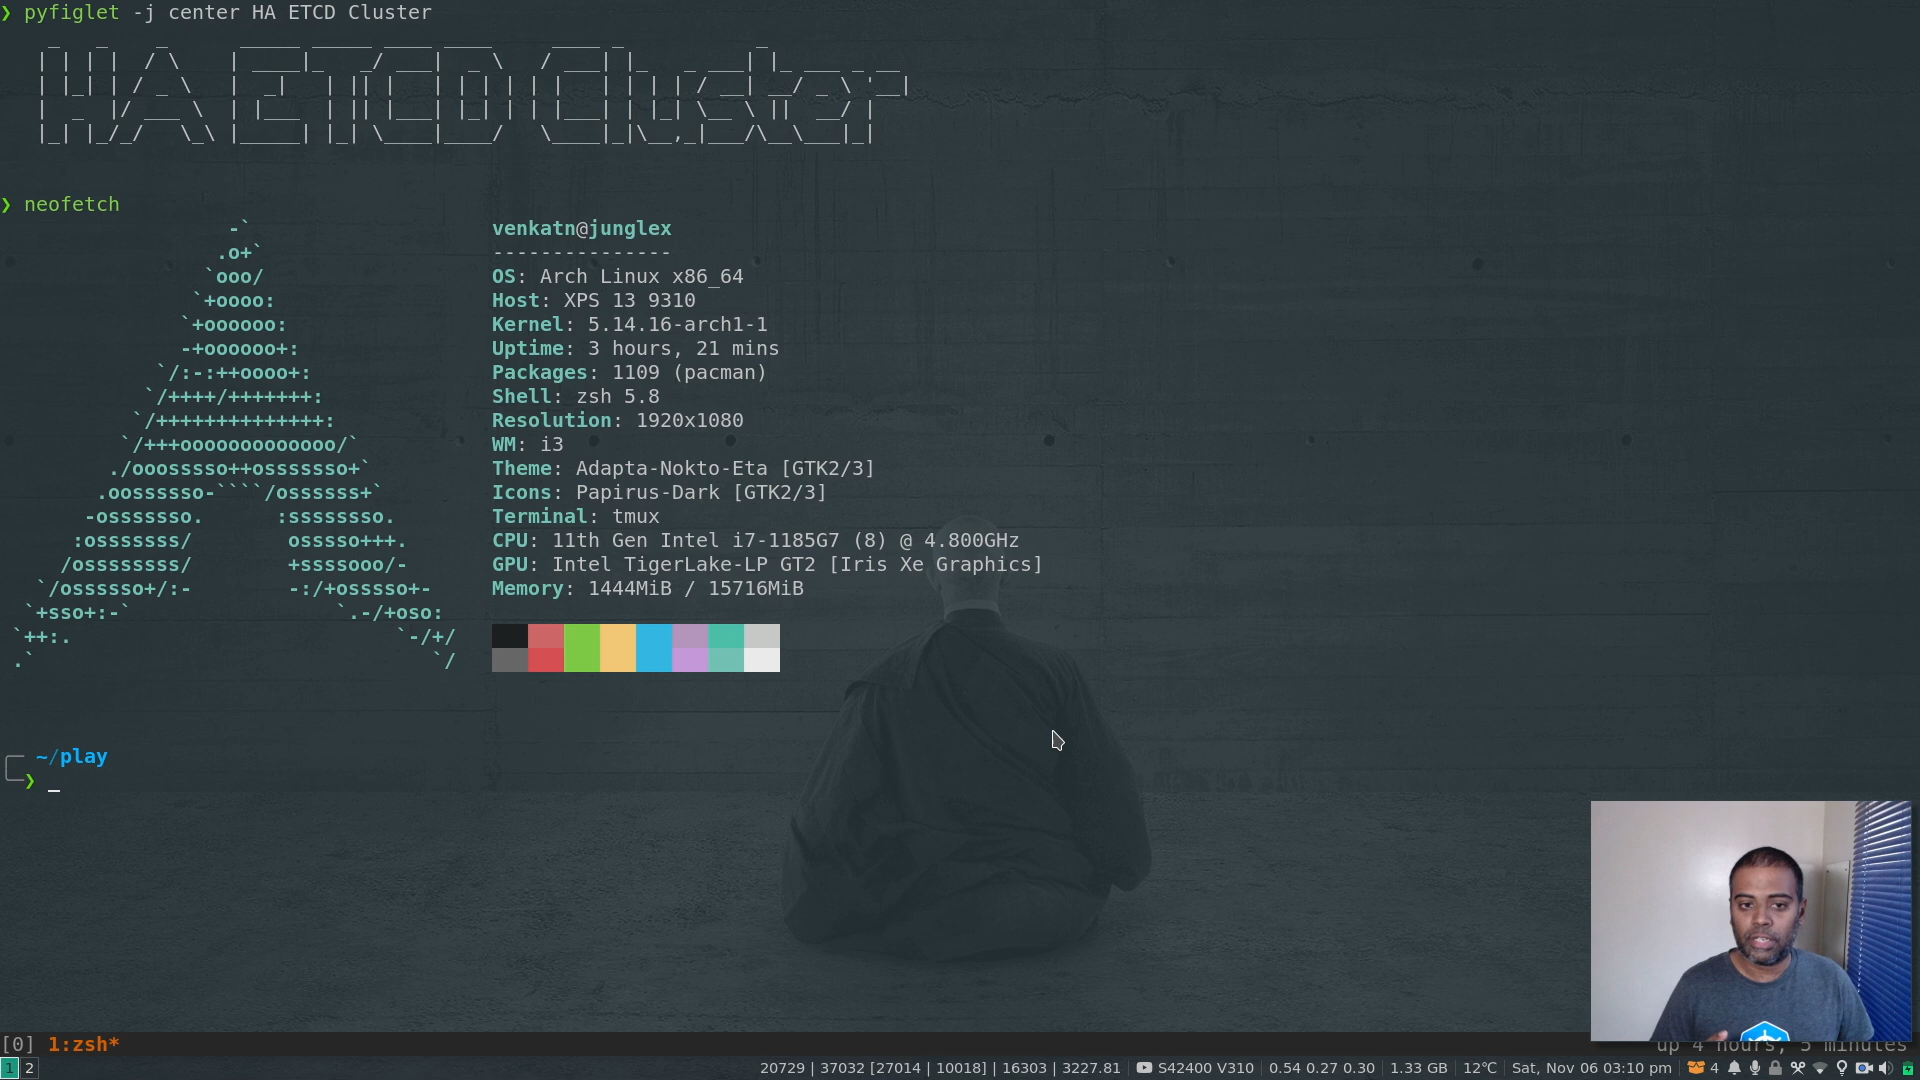 ❯ pyfiglet -j center HA ETCD Cluster
HA ETCD Cluster
❯ neofetch
venkatn@junglex
---------------
OS: Arch Linux x86_64
Host: XPS 13 9310
Kernel: 5.14.16-arch1-1
Uptime: 3 hours, 21 mins
Packages: 1109 (pacman)
Shell: zsh 5.8
Resolution: 1920x1080
WM: i3
Theme: Adapta-Nokto-Eta [GTK2/3]
Icons: Papirus-Dark [GTK2/3]
Terminal: tmux
CPU: 11th Gen Intel i7-1185G7 (8) @ 4.800GHz
GPU: Intel TigerLake-LP GT2 [Iris Xe Graphics]
Memory: 1444MiB / 15716MiB
~/play
❯ _
[0] 1:zsh* up 4 hours, 5 minutes
1 2 20729 | 37032 [27014 | 10018] | 16303 | 3227.81 S42400 V310 0.54 0.27 0.30 1.33 GB 12℃ Sat, Nov 06 03:10 pm 4